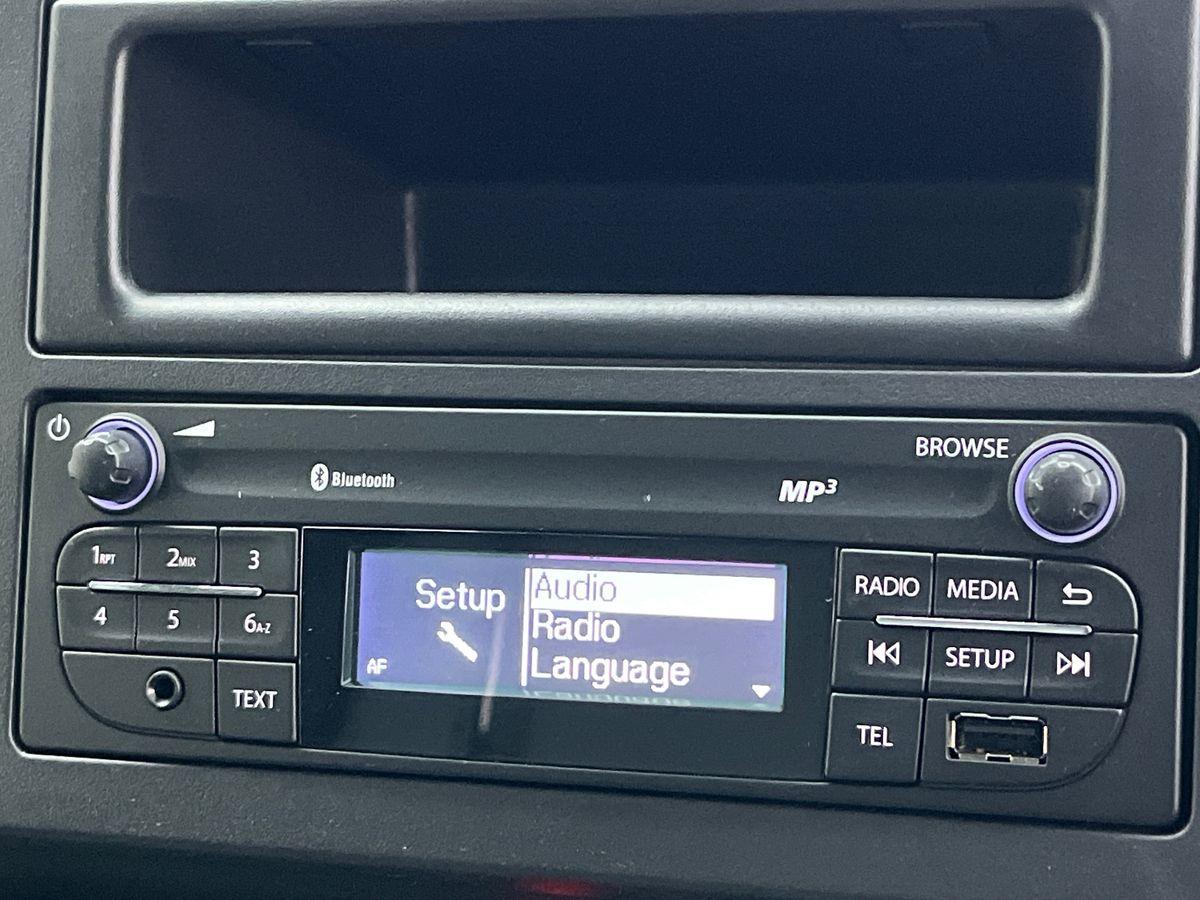 BROWSE
Bluetooth
MP3
1RPT 2MIX 3
4 5 6A-Z
TEXT
Setup
AF
Audio
Radio
Language
RADIO MEDIA
SETUP
TEL